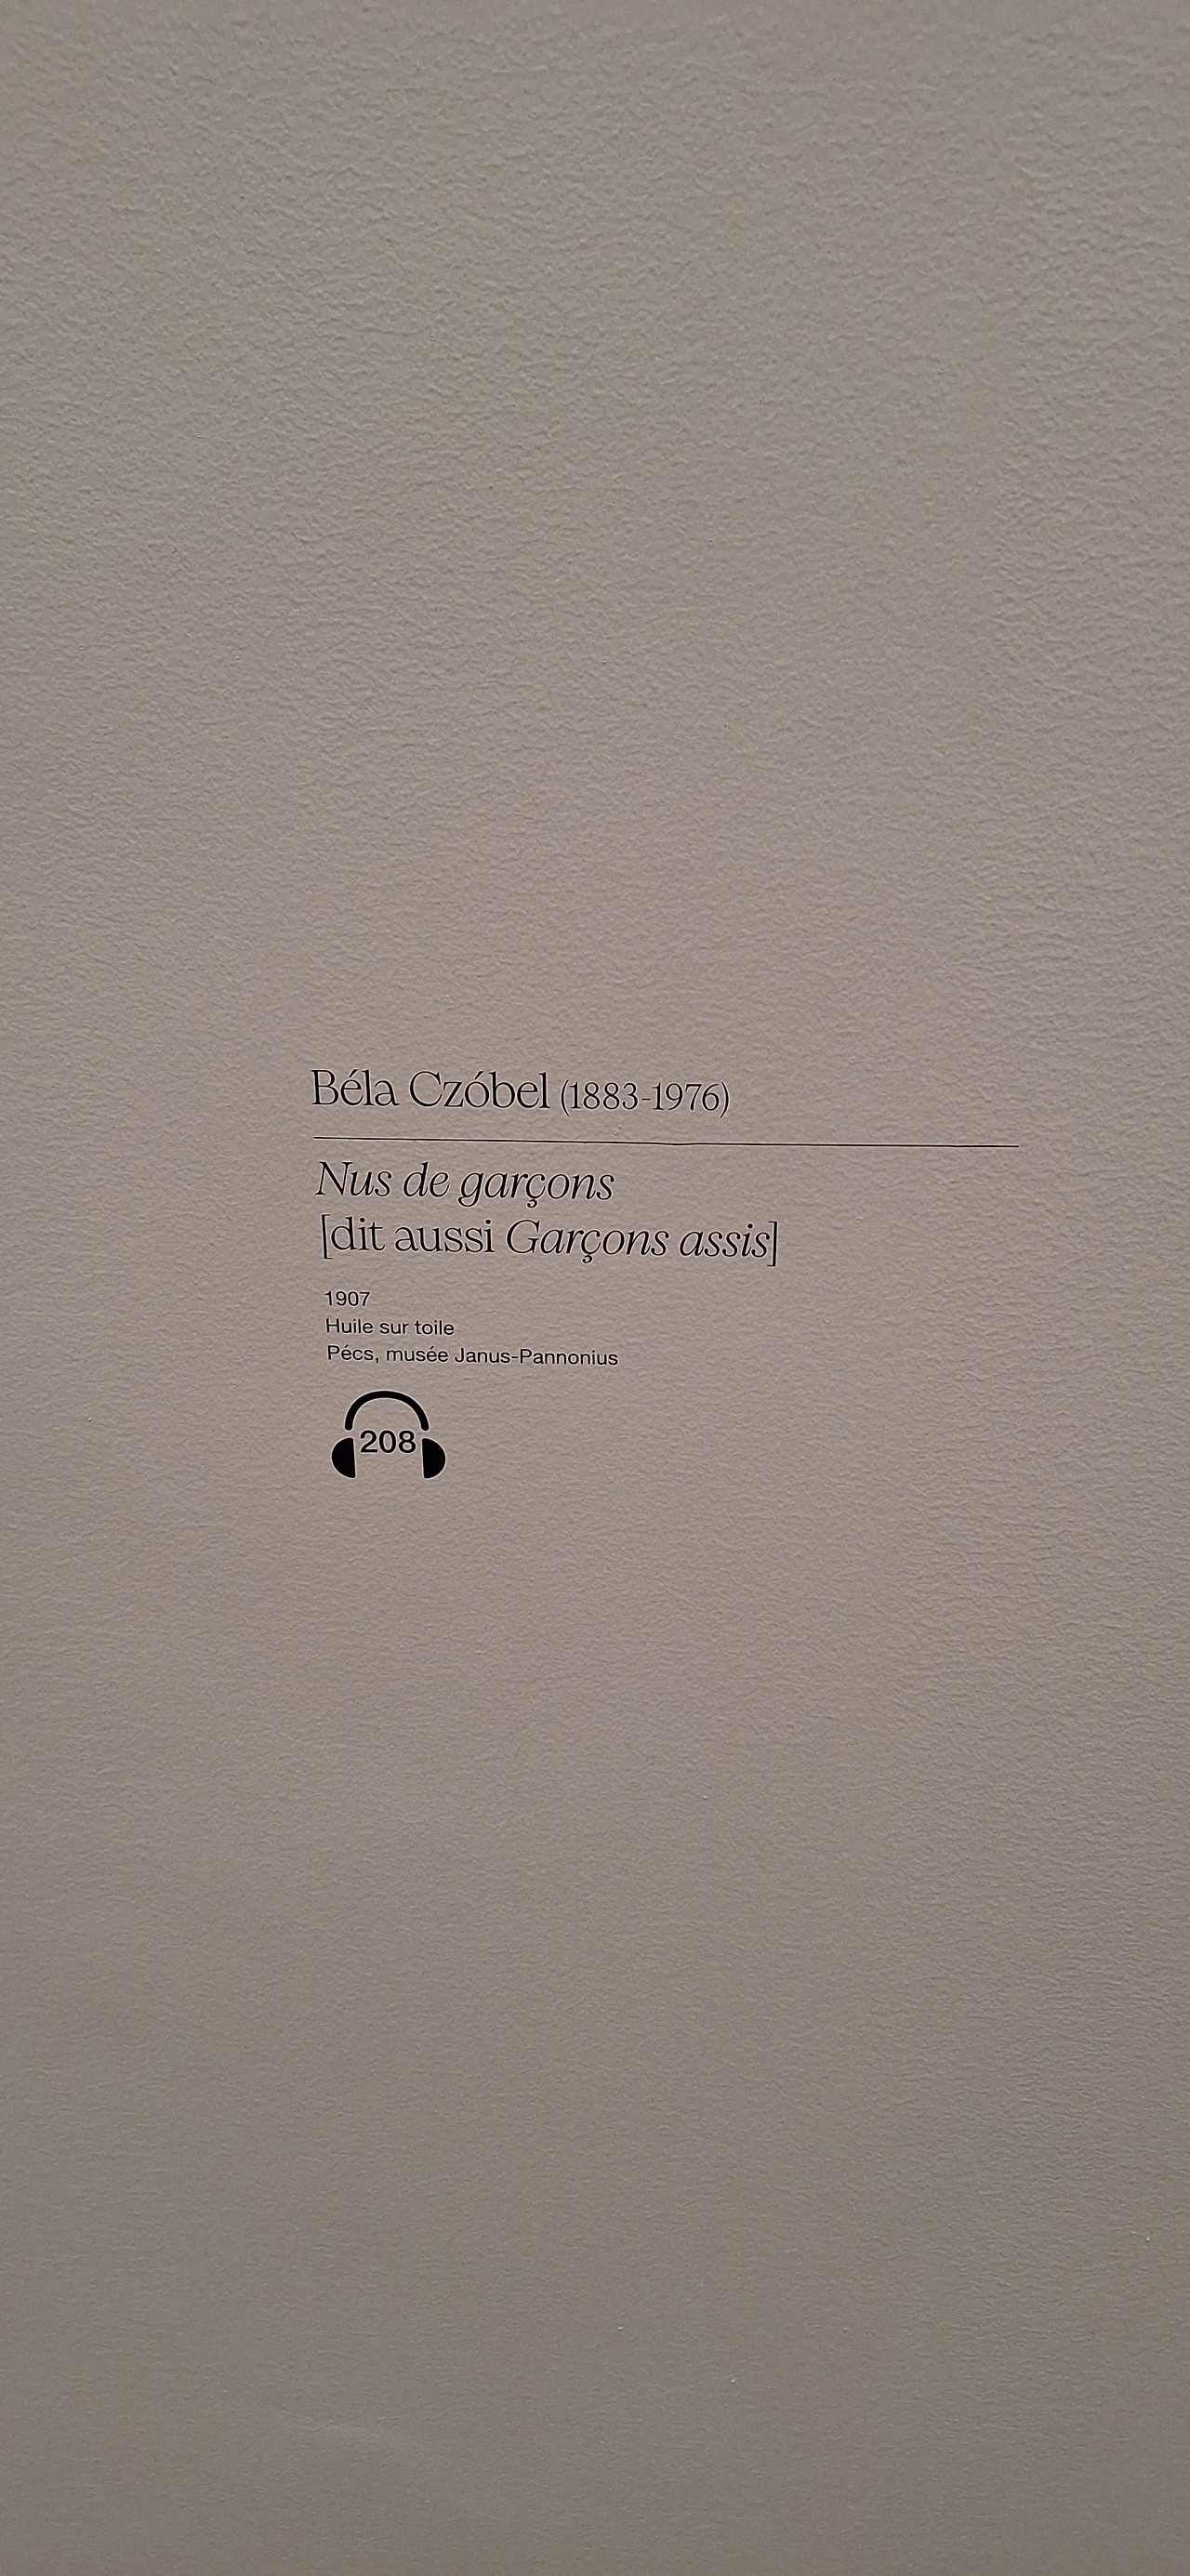 Béla Czóbel (1883-1976)
Nus de garçons
[dit aussi Garçons assis]
1907
Huile sur toile
Pécs, musée Janus-Pannonius
208